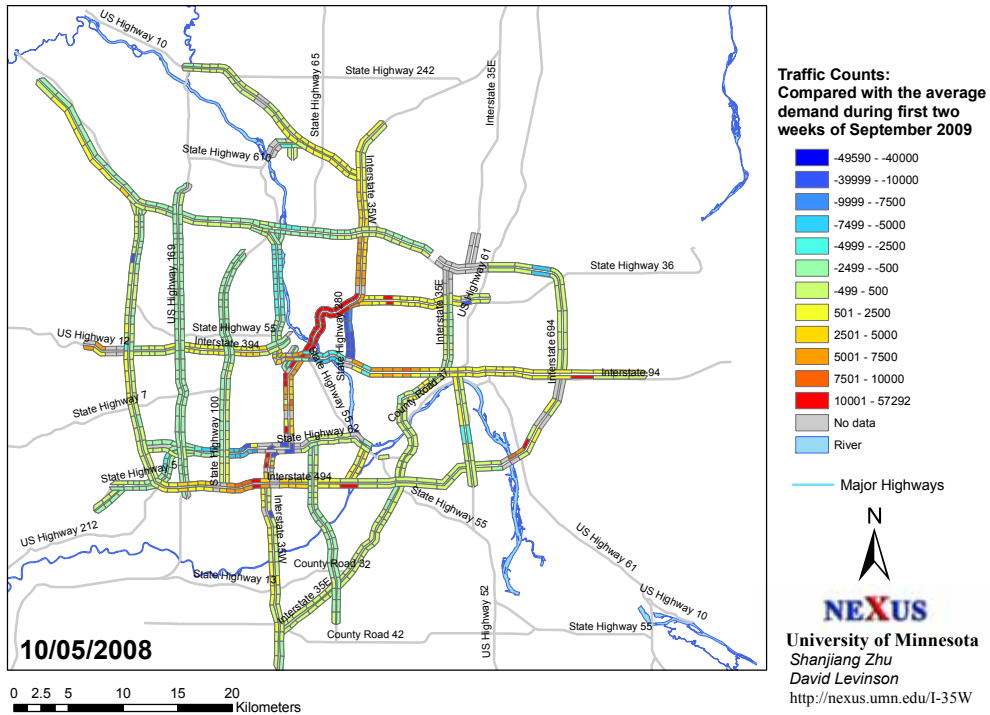 US Highway 10
State Highway 65
State Highway 242
Interstate 35E
State Highway 610
Interstate 35W
US Highway 169
US Highway 61
State Highway 36
Interstate 35E
State Highway 280
State Highway 55
US Highway 12
Interstate 394
Interstate 694
Interstate 94
State Highway 55
County Road 37
State Highway 7
State Highway 100
State Highway 62
State Highway 5
Interstate 494
State Highway 55
US Highway 212
Interstate 35W
County Road 32
State Highway 13
Interstate 35E
US Highway 61
US Highway 52
US Highway 10
State Highway 55
County Road 42
10/05/2008
0 2.5 5 10 15 20
Kilometers
Traffic Counts:
Compared with the average
demand during first two
weeks of September 2009
-49590 - -40000
-39999 - -10000
-9999 - -7500
-7499 - -5000
-4999 - -2500
-2499 - -500
-499 - 500
501 - 2500
2501 - 5000
5001 - 7500
7501 - 10000
10001 - 57292
No data
River
Major Highways
N
NEXUS
University of Minnesota
Shanjiang Zhu
David Levinson
http://nexus.umn.edu/I-35W